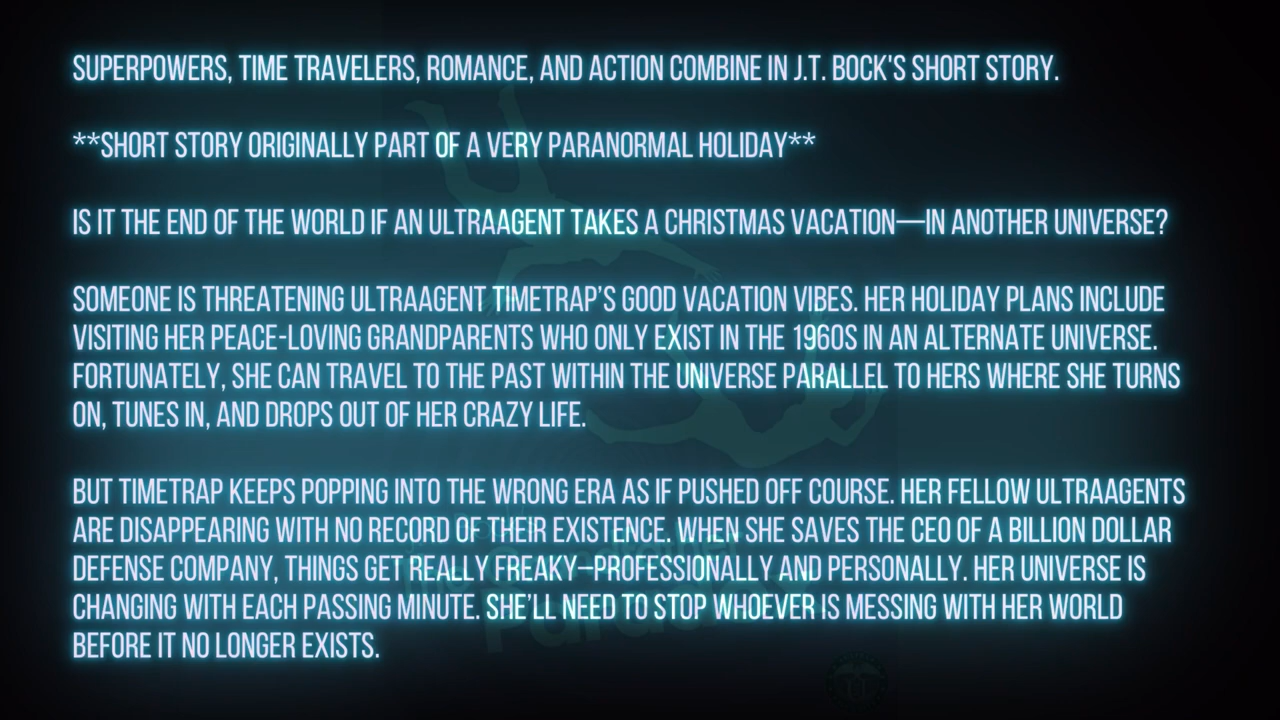 SUPERPOWERS, TIME TRAVELERS, ROMANCE, AND ACTION COMBINE IN J.T. BOCK'S SHORT STORY.
**SHORT STORY ORIGINALLY PART OF A VERY PARANORMAL HOLIDAY**
IS IT THE END OF THE WORLD IF AN ULTRAAGENT TAKES A CHRISTMAS VACATION—IN ANOTHER UNIVERSE?
SOMEONE IS THREATENING ULTRAAGENT TIMETRAP’S GOOD VACATION VIBES. HER HOLIDAY PLANS INCLUDE
VISITING HER PEACE-LOVING GRANDPARENTS WHO ONLY EXIST IN THE 1960S IN AN ALTERNATE UNIVERSE.
FORTUNATELY, SHE CAN TRAVEL TO THE PAST WITHIN THE UNIVERSE PARALLEL TO HERS WHERE SHE TURNS
ON, TUNES IN, AND DROPS OUT OF HER CRAZY LIFE.
BUT TIMETRAP KEEPS POPPING INTO THE WRONG ERA AS IF PUSHED OFF COURSE. HER FELLOW ULTRAAGENTS
ARE DISAPPEARING WITH NO RECORD OF THEIR EXISTENCE. WHEN SHE SAVES THE CEO OF A BILLION DOLLAR
DEFENSE COMPANY, THINGS GET REALLY FREAKY–PROFESSIONALLY AND PERSONALLY. HER UNIVERSE IS
CHANGING WITH EACH PASSING MINUTE. SHE’LL NEED TO STOP WHOEVER IS MESSING WITH HER WORLD
BEFORE IT NO LONGER EXISTS.